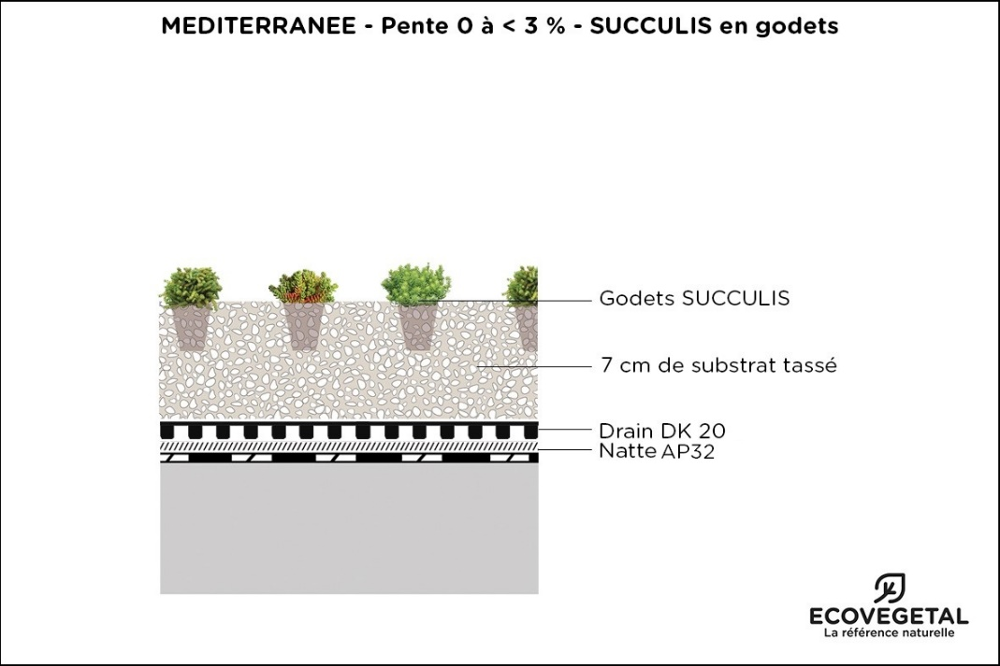 MEDITERRANEE - Pente 0 à < 3 % - SUCCULIS en godets
Godets SUCCULIS
7 cm de substrat tassé
Drain DK 20
Natte AP32
ECOVEGETAL
La référence naturelle